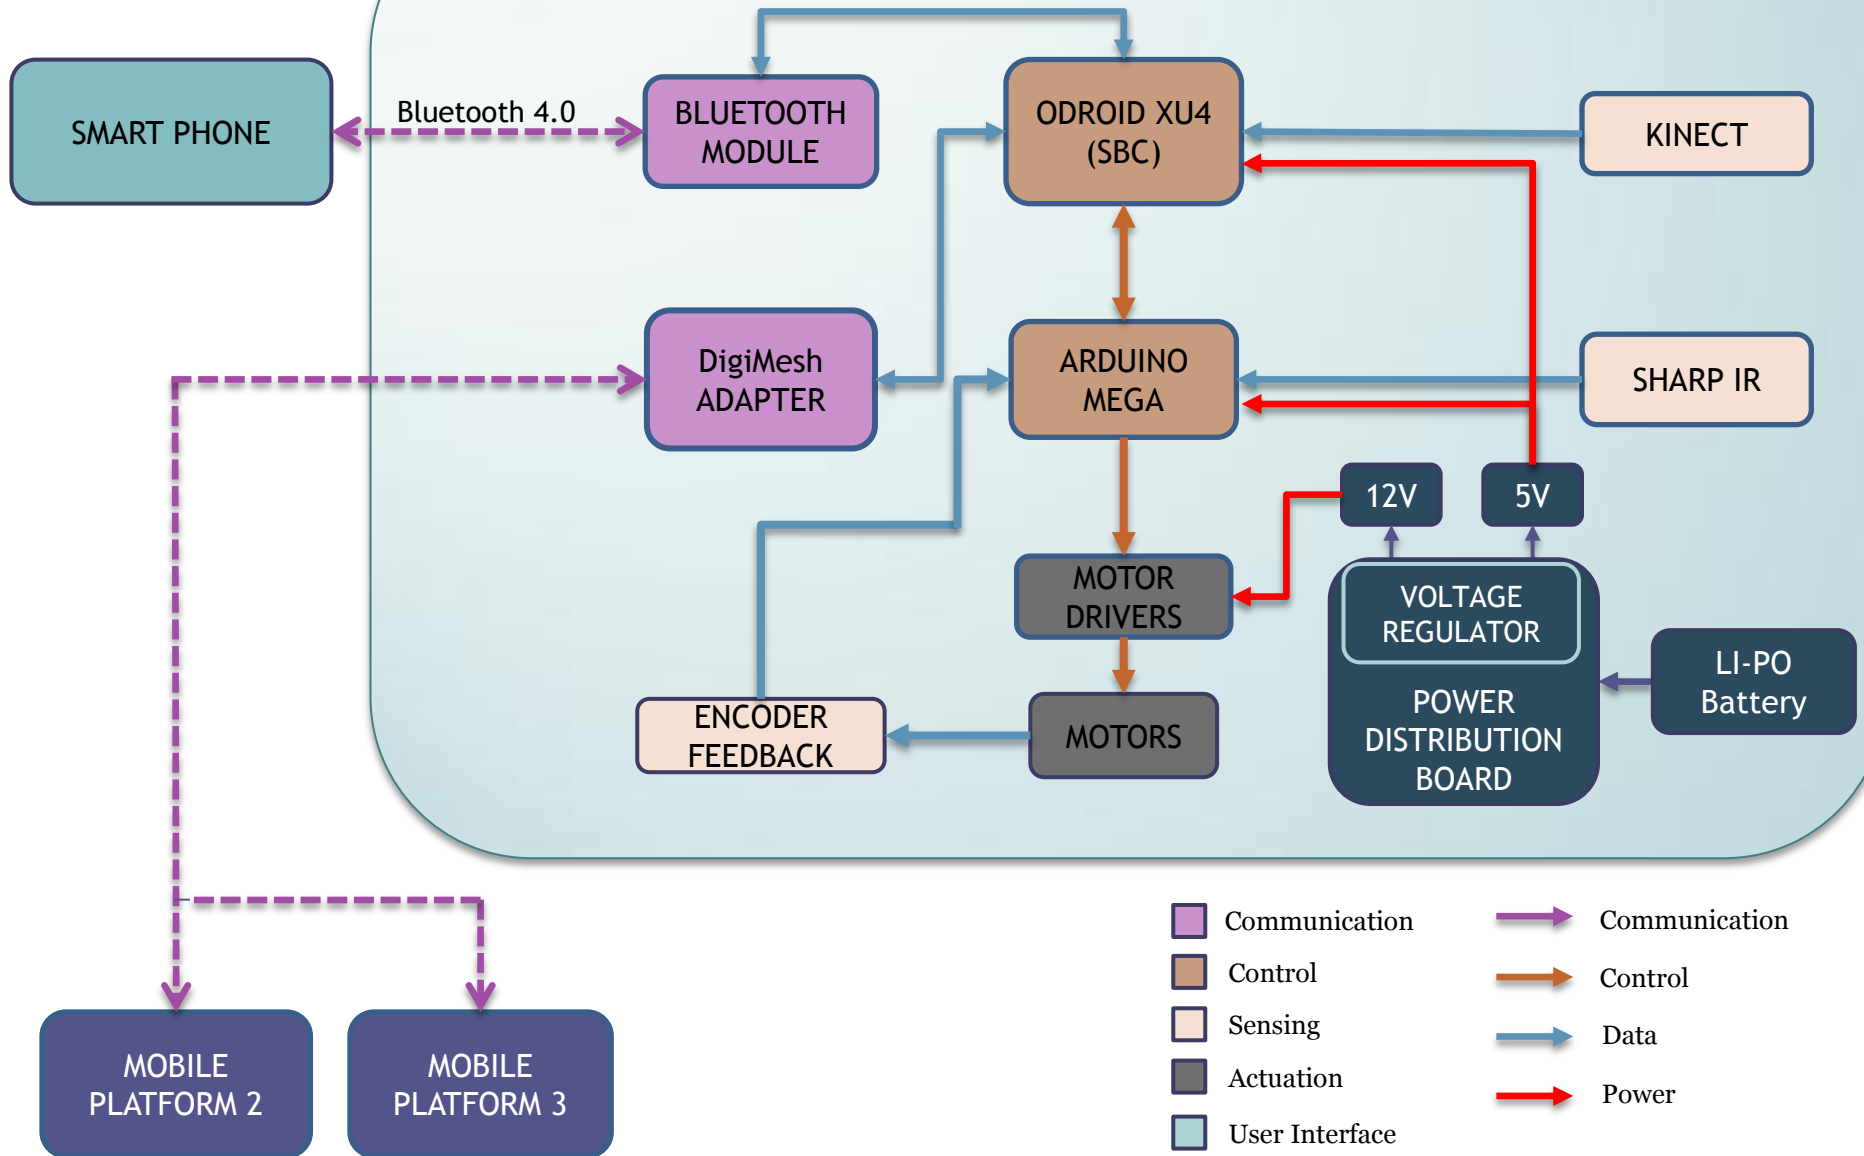 SMART PHONE
Bluetooth 4.0
BLUETOOTH
MODULE
ODROID XU4
(SBC)
KINECT
DigiMesh
ADAPTER
ARDUINO
MEGA
SHARP IR
12V
5V
MOTOR
DRIVERS
VOLTAGE
REGULATOR
LI-PO
Battery
POWER
DISTRIBUTION
BOARD
ENCODER
FEEDBACK
MOTORS
MOBILE
PLATFORM 2
MOBILE
PLATFORM 3
Communication
Control
Sensing
Actuation
User Interface
Communication
Control
Data
Power